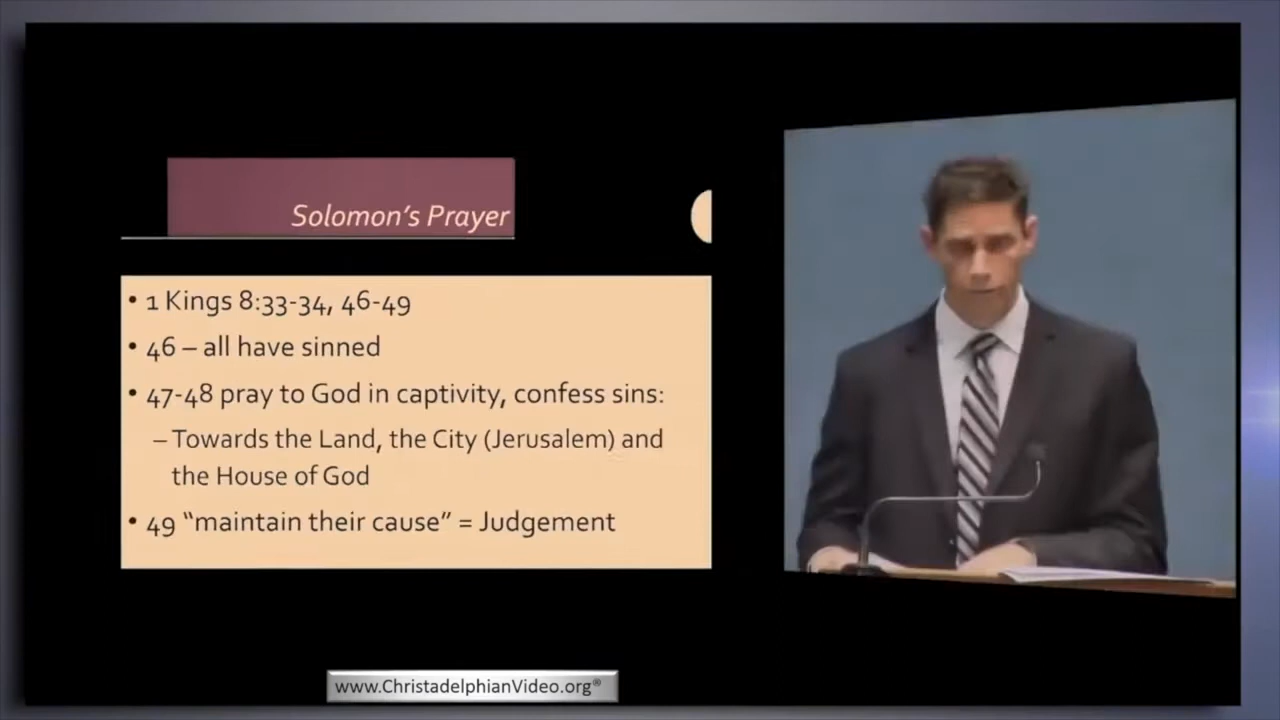 Solomon's Prayer
• 1 Kings 8:33-34, 46-49
• 46 – all have sinned
• 47-48 pray to God in captivity, confess sins:
– Towards the Land, the City (Jerusalem) and
the House of God
• 49 “maintain their cause” = Judgement
www.ChristadelphianVideo.org®